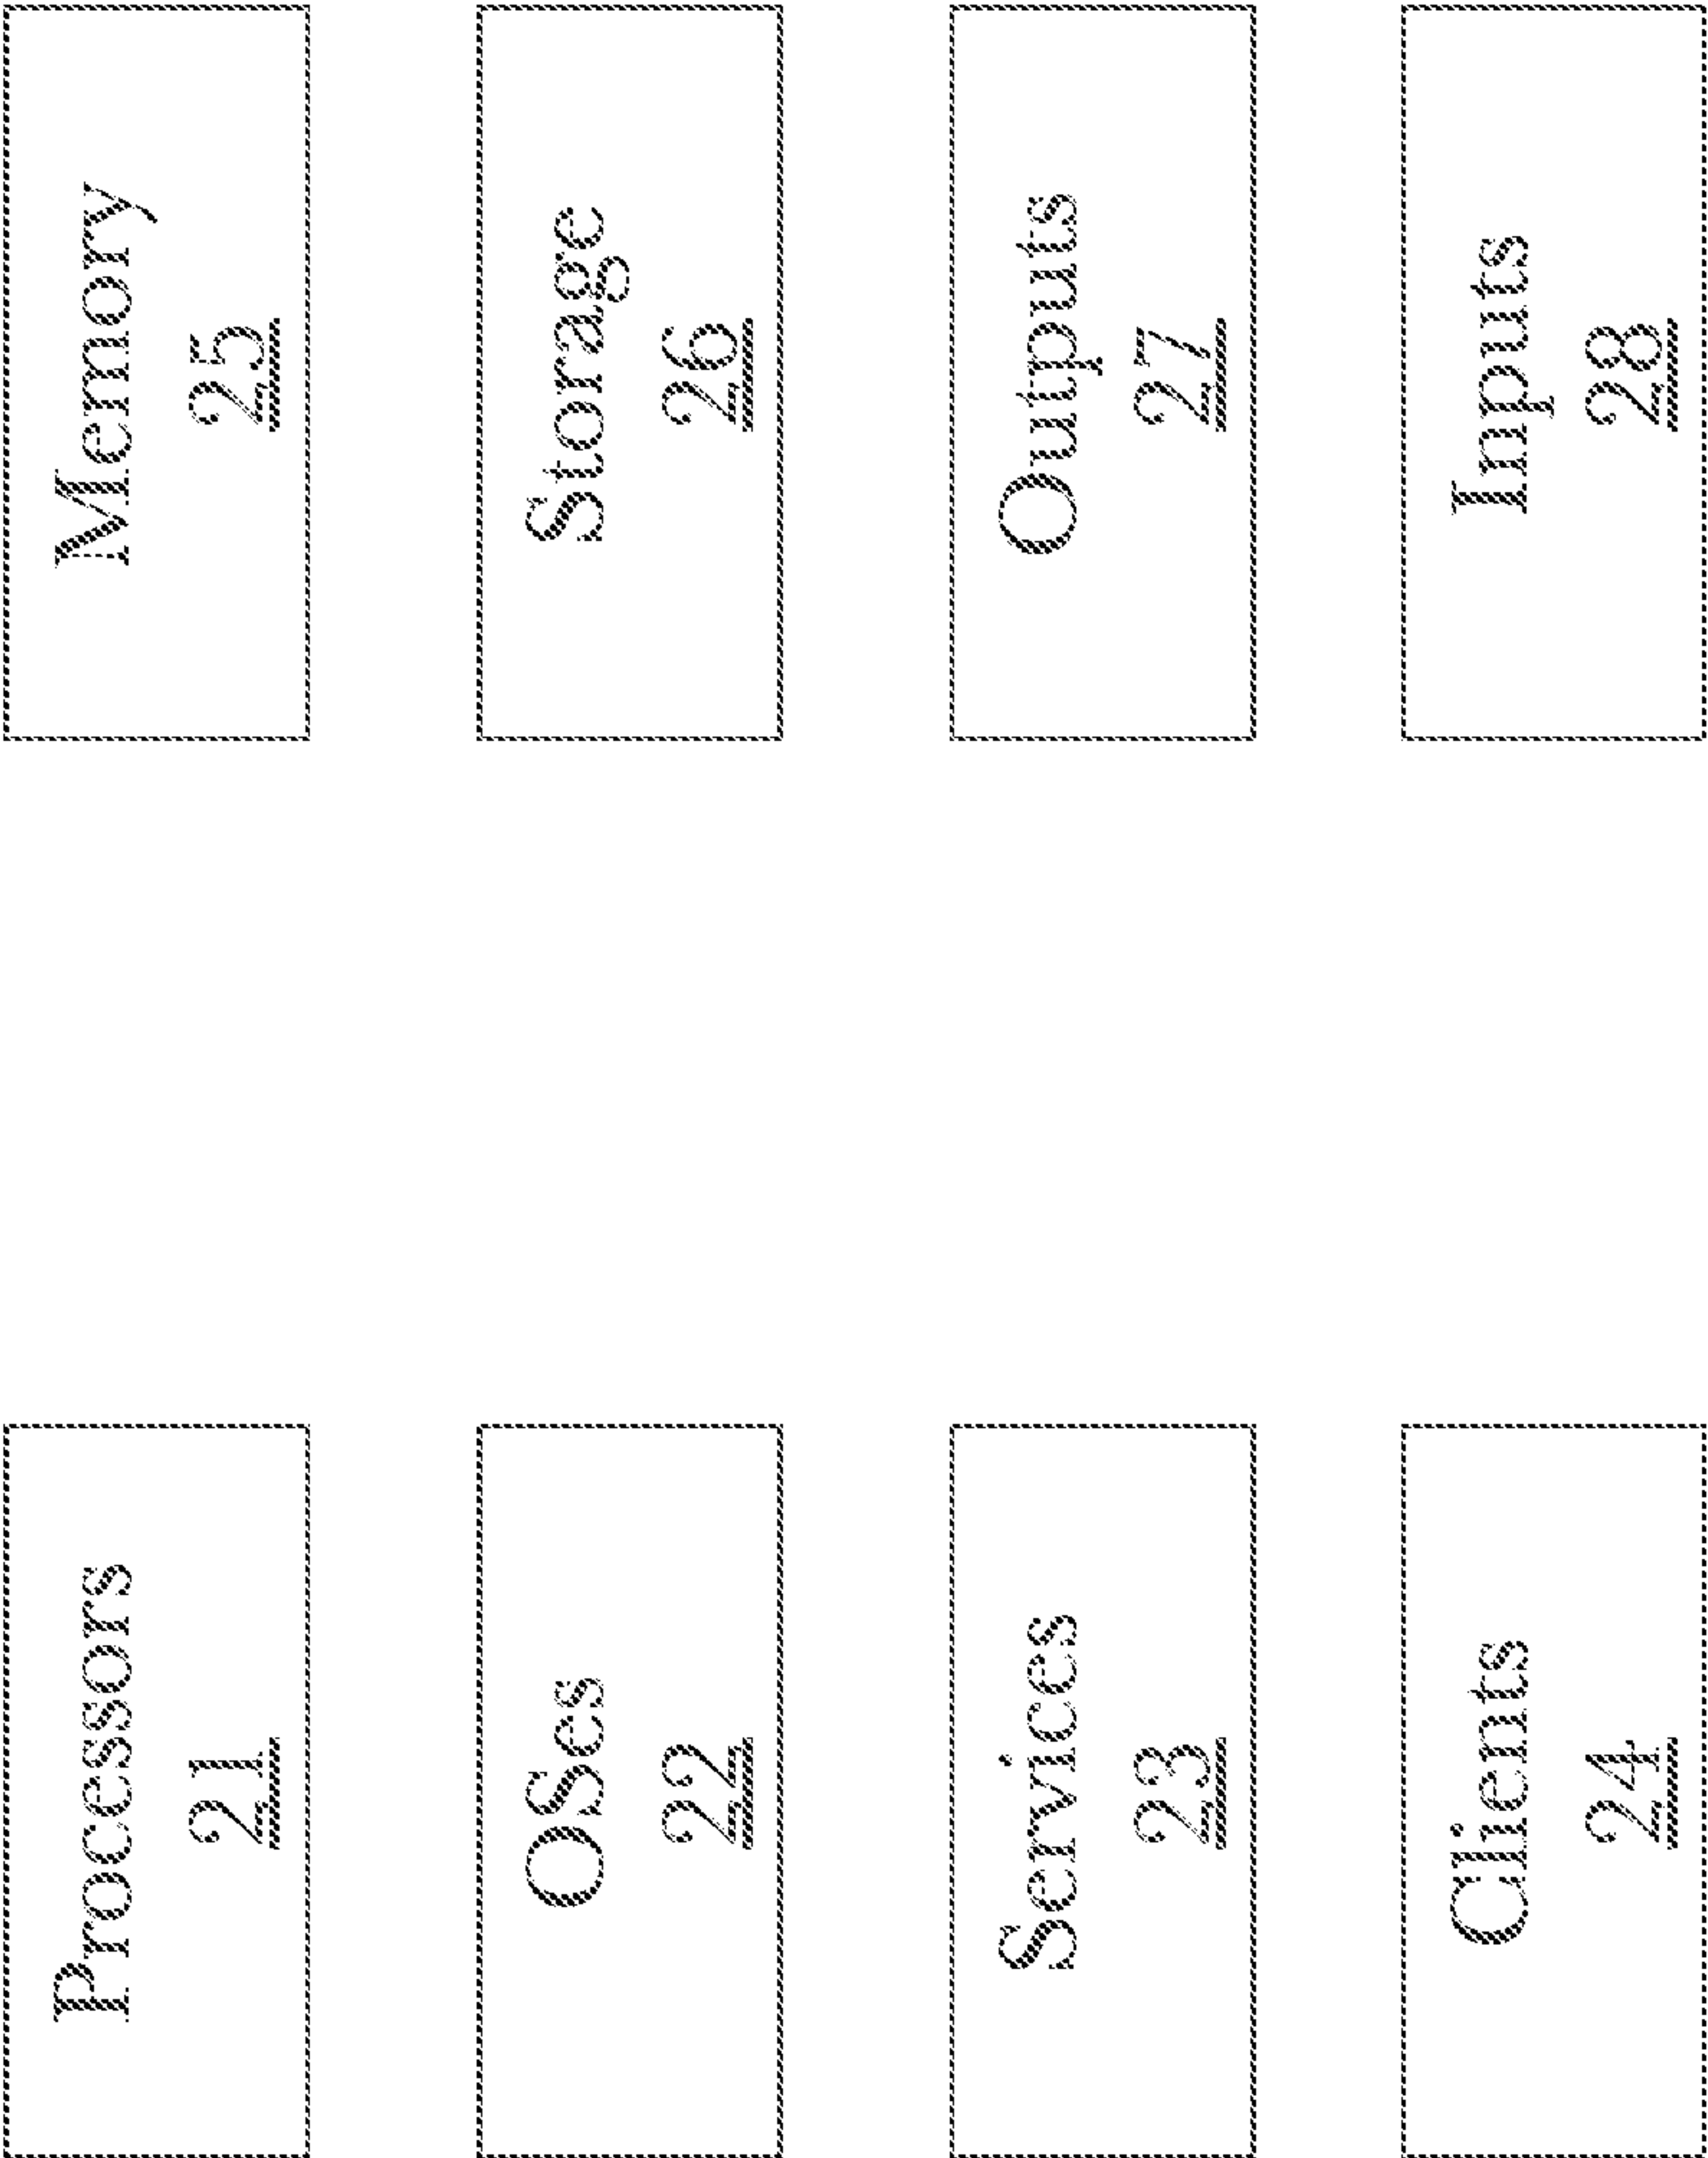 Processors
21
Memory
25
OSes
22
Storage
26
Services
23
Outputs
27
Clients
24
Inputs
28